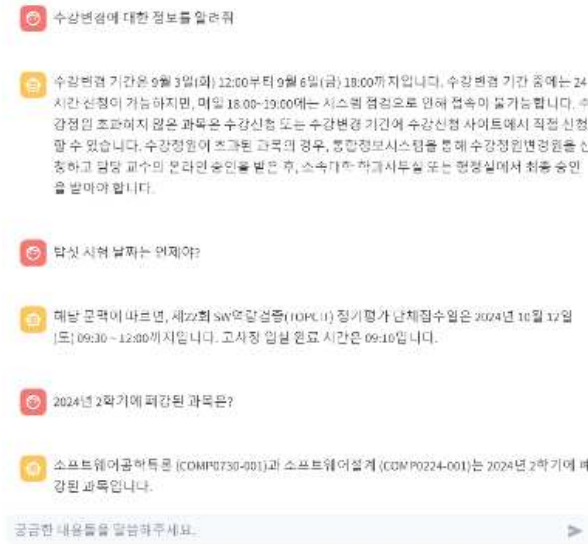 수강변경에 대한 정보를 알려줘
수강변경 기간은 9월 3일(화) 12:00부터 9월 6일(금) 18:00까지입니다. 수강변경 기간 중에는 24
시간 신청이 가능하지만, 매일 18:00~19:00에는 시스템 점검으로 인해 접속이 불가능합니다. 수
강정원 초과하지 않은 과목은 수강신청 또는 수강변경 기간에 수강신청 사이트에서 직접 신청
할 수 있습니다. 수강정원이 초과된 과목의 경우, 통합정보시스템을 통해 수강정원변경원을 신
청하고 담당 교수의 온라인 승인을 받은 후, 소속대학 학과사무실 또는 행정실에서 최종 승인
을 받아야 합니다.
탑싯 시험 날짜는 언제야?
해당 문맥에 따르면, 제22회 SW역량검증(TOPCIT) 정기평가 단체접수일은 2024년 10월 12일
(토) 09:30 ~ 12:00까지입니다. 고사장 입실 완료 시간은 09:10입니다.
2024년 2학기에 폐강된 과목은?
소프트웨어공학특론 (COMP0730-001)과 소프트웨어설계 (COMP0224-001)는 2024년 2학기에 폐
강된 과목입니다.
궁금한 내용들을 말씀해주세요.